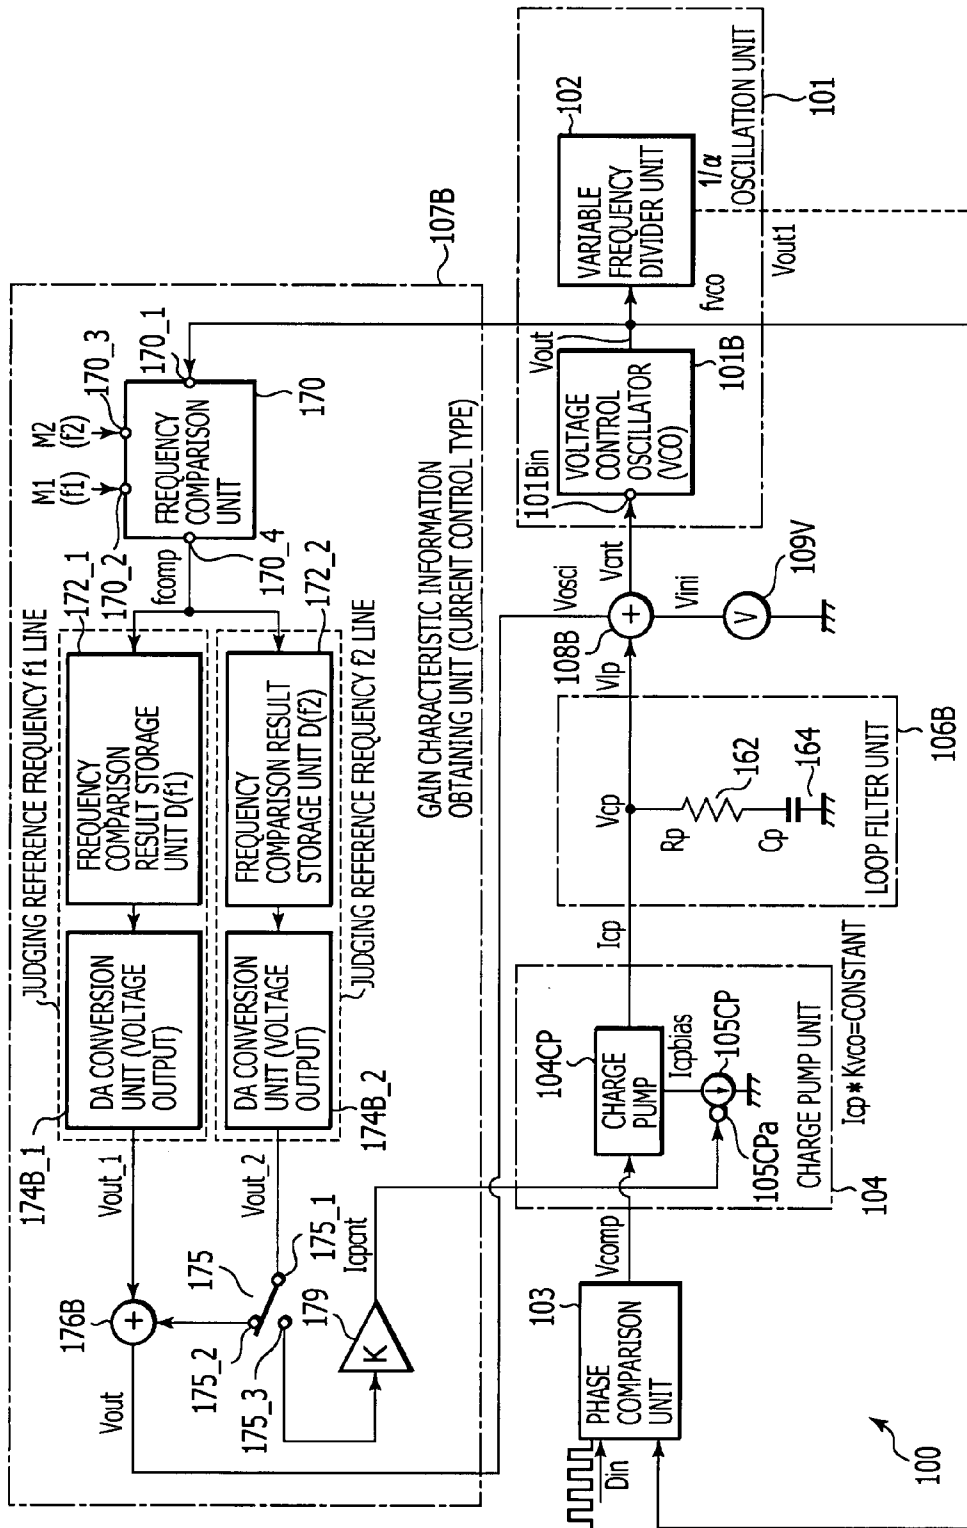 107B
M1
(f1)
M2
(f2)
170_3
170_1
170_2
FREQUENCY
COMPARISON
UNIT
170
fcomp
170_4
JUDGING REFERENCE FREQUENCY f1 LINE
172_1
FREQUENCY
COMPARISON
RESULT STORAGE
UNIT D(f1)
DA CONVERSION
UNIT (VOLTAGE
OUTPUT)
174B_1
172_2
FREQUENCY
COMPARISON RESULT
STORAGE UNIT D(f2)
DA CONVERSION
UNIT (VOLTAGE
OUTPUT)
174B_2
JUDGING REFERENCE FREQUENCY f2 LINE
GAIN CHARACTERISTIC INFORMATION
OBTAINING UNIT (CURRENT CONTROL TYPE)
Vout_1
Vout_2
176B
+
Vout
175
175_1
175_2
175_3
179
K
Icpcnt
Din
103
PHASE
COMPARISON
UNIT
Vcomp
104CP
CHARGE
PUMP
Icpbias
105CP
105CPa
CHARGE PUMP UNIT
104
Icp*Kvco=CONSTANT
Icp
Vcp
Rp
162
Cp
164
LOOP FILTER UNIT
106B
Vlp
108B
+
Vosci
Vcnt
Vini
V
109V
101Bin
VOLTAGE
CONTROL
OSCILLATOR
(VCO)
101B
Vout
fvco
VARIABLE
FREQUENCY
DIVIDER UNIT
102
1/α
OSCILLATION UNIT
101
Vout1
100